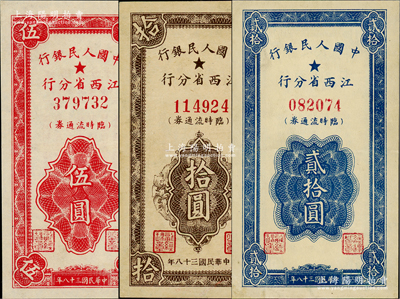 伍
行銀民人國中
行分省西江
379732
（券通流時臨）
伍圓
伍
年八十三國民華中
拾
行銀民人國中
行分省西江
114924
（券通流時臨）
拾圓
拾
年八十三國民華中
貳拾 貳拾
行銀民人國中
行分省西江
082074
（券通流時臨）
貳拾圓
貳拾 貳拾
年八十三國